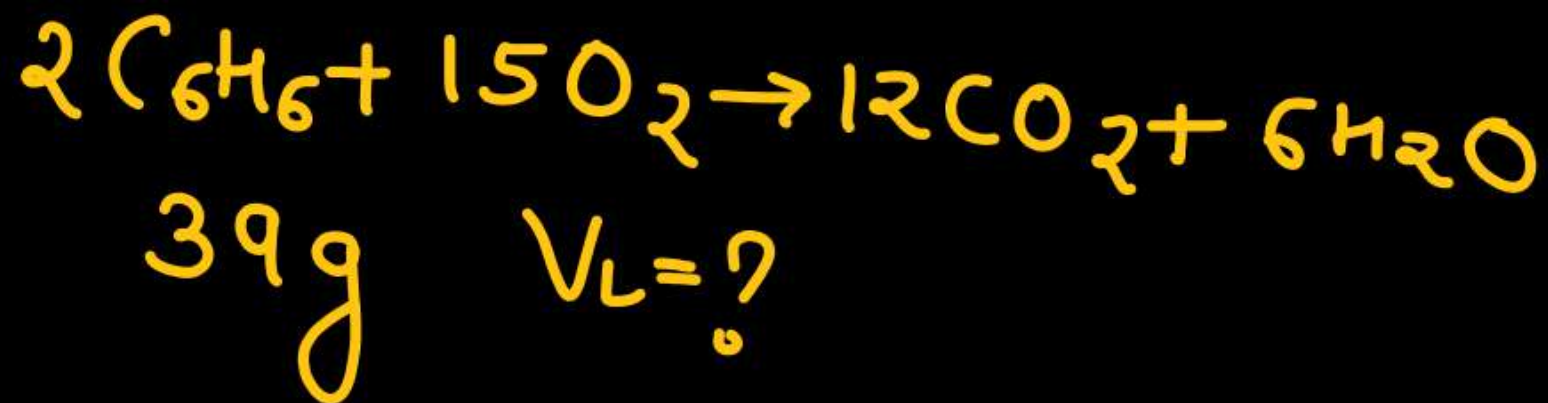 2C₆H₆ + 15O₂ → 12CO₂ + 6H₂O
39g V_L = ?